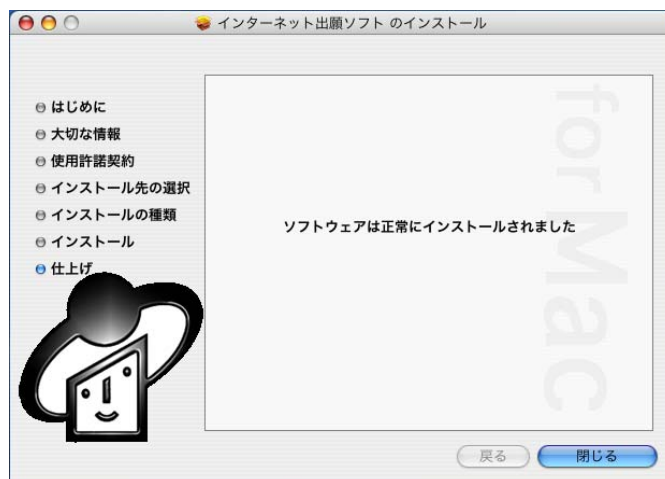 インターネット出願ソフト のインストール
はじめに
大切な情報
使用許諾契約
インストール先の選択
インストールの種類
インストール
仕上げ
ソフトウェアは正常にインストールされました
for Mac
戻る
閉じる